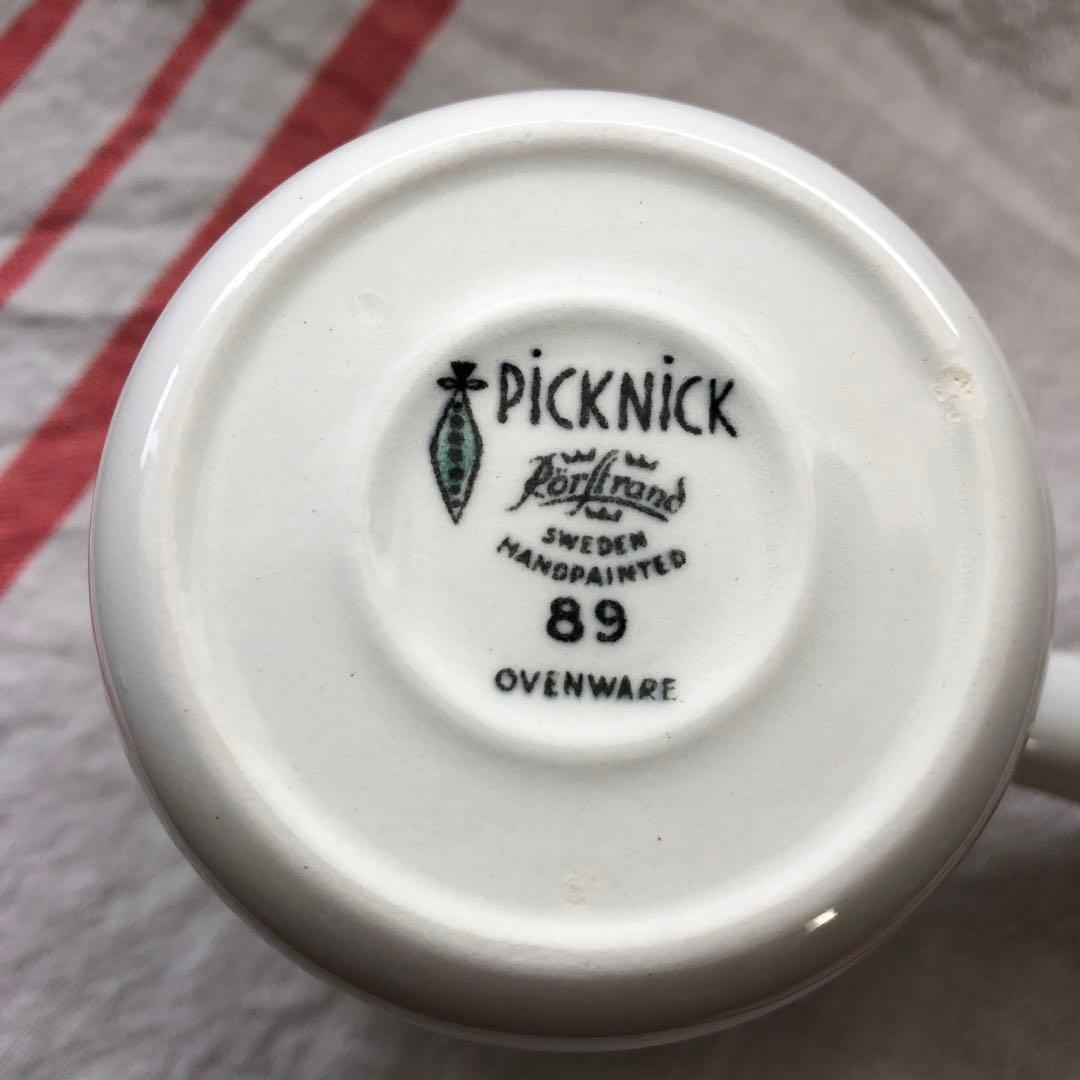 PiCKNiCK
Rörstrand
SWEDEN
HANDPAINTED
89
OVENWARE